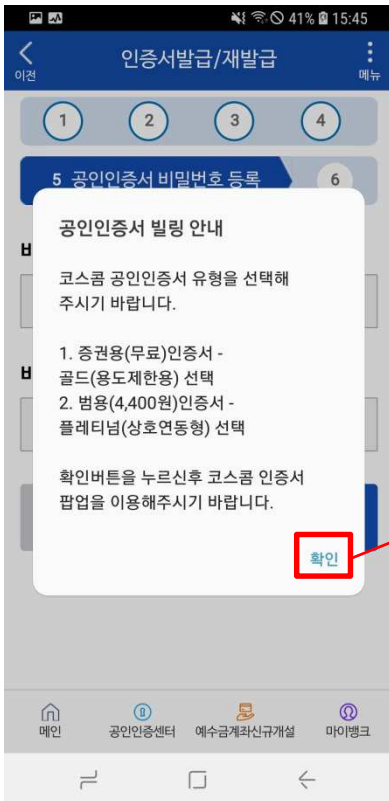 41% 15:45
이전
인증서발급/재발급
메뉴
1 2 3 4
5 공인인증서 비밀번호 등록 6
공인인증서 빌링 안내
코스콤 공인인증서 유형을 선택해
주시기 바랍니다.
1. 증권용(무료)인증서 -
골드(용도제한용) 선택
2. 범용(4,400원)인증서 -
플레티넘(상호연동형) 선택
확인버튼을 누르신후 코스콤 인증서
팝업을 이용해주시기 바랍니다.
확인
메인
공인인증센터
예수금계좌신규개설
마이뱅크